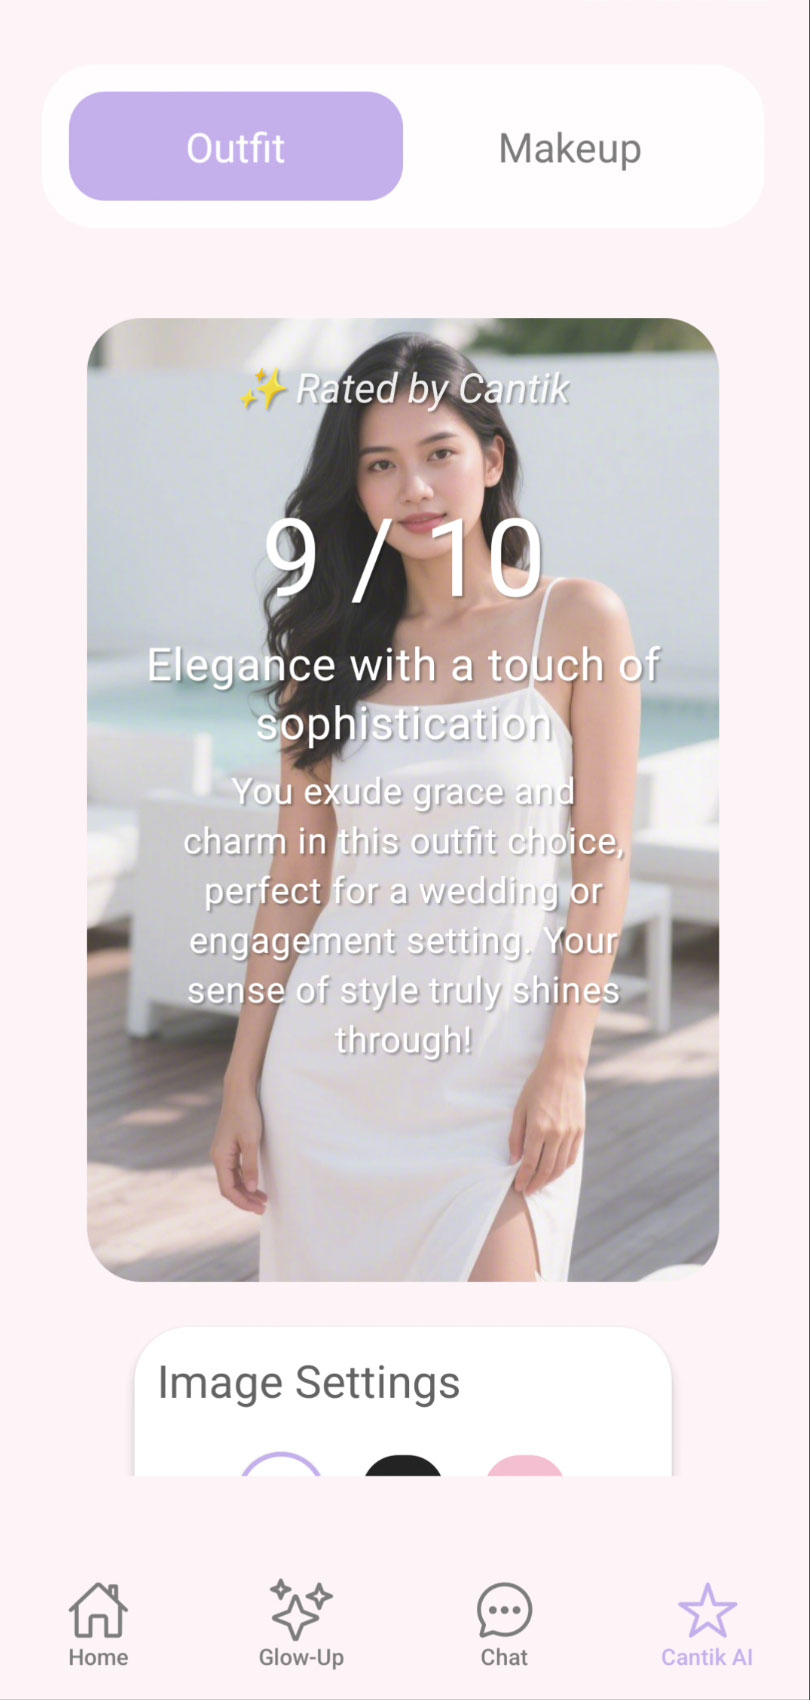 Outfit
Makeup
✨ Rated by Cantik
9 / 10
Elegance with a touch of
sophistication
You exude grace and
charm in this outfit choice,
perfect for a wedding or
engagement setting. Your
sense of style truly shines
through!
Image Settings
Home
Glow-Up
Chat
Cantik AI